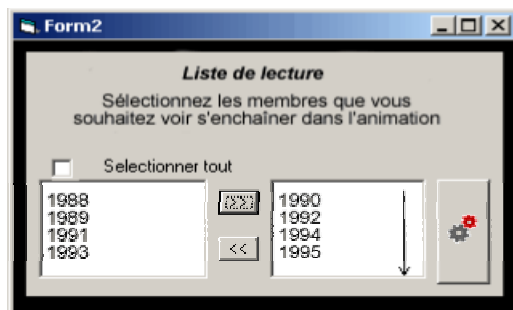 Form2
Liste de lecture
Sélectionnez les membres que vous
souhaitez voir s'enchaîner dans l'animation
Selectionner tout
1988
1989
1991
1993
>>
<<
1990
1992
1994
1995